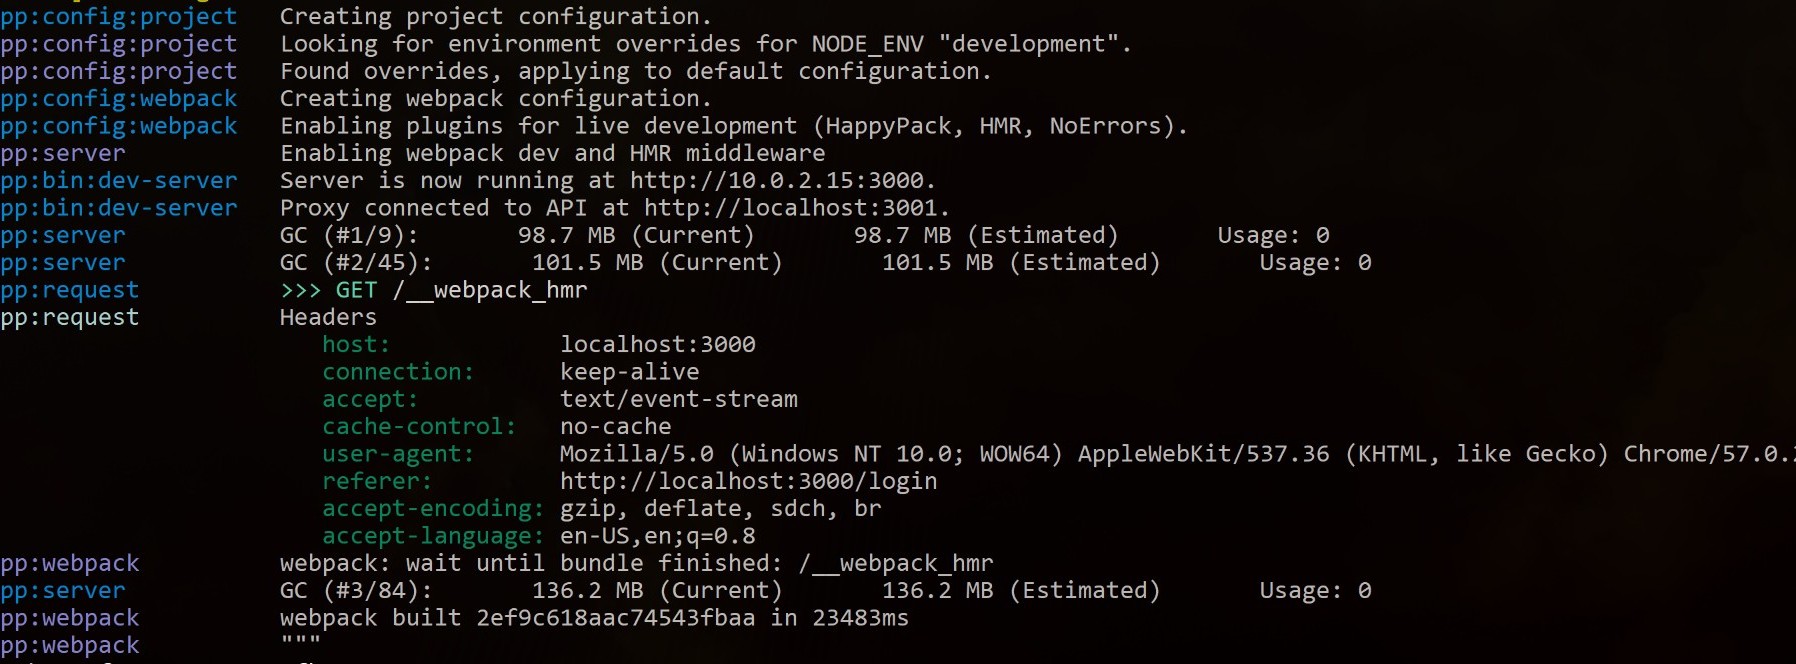 pp:config:project   Creating project configuration.
pp:config:project   Looking for environment overrides for NODE_ENV "development".
pp:config:project   Found overrides, applying to default configuration.
pp:config:webpack   Creating webpack configuration.
pp:config:webpack   Enabling plugins for live development (HappyPack, HMR, NoErrors).
pp:server           Enabling webpack dev and HMR middleware
pp:bin:dev-server   Server is now running at http://10.0.2.15:3000.
pp:bin:dev-server   Proxy connected to API at http://localhost:3001.
pp:server           GC (#1/9):       98.7 MB (Current)       98.7 MB (Estimated)       Usage: 0
pp:server           GC (#2/45):       101.5 MB (Current)       101.5 MB (Estimated)       Usage: 0
pp:request          >>> GET /__webpack_hmr
pp:request          Headers
                       host:            localhost:3000
                       connection:      keep-alive
                       accept:          text/event-stream
                       cache-control:   no-cache
                       user-agent:      Mozilla/5.0 (Windows NT 10.0; WOW64) AppleWebKit/537.36 (KHTML, like Gecko) Chrome/57.0.
                       referer:         http://localhost:3000/login
                       accept-encoding: gzip, deflate, sdch, br
                       accept-language: en-US,en;q=0.8
pp:webpack          webpack: wait until bundle finished: /__webpack_hmr
pp:server           GC (#3/84):       136.2 MB (Current)       136.2 MB (Estimated)       Usage: 0
pp:webpack          webpack built 2ef9c618aac74543fbaa in 23483ms
pp:webpack          """